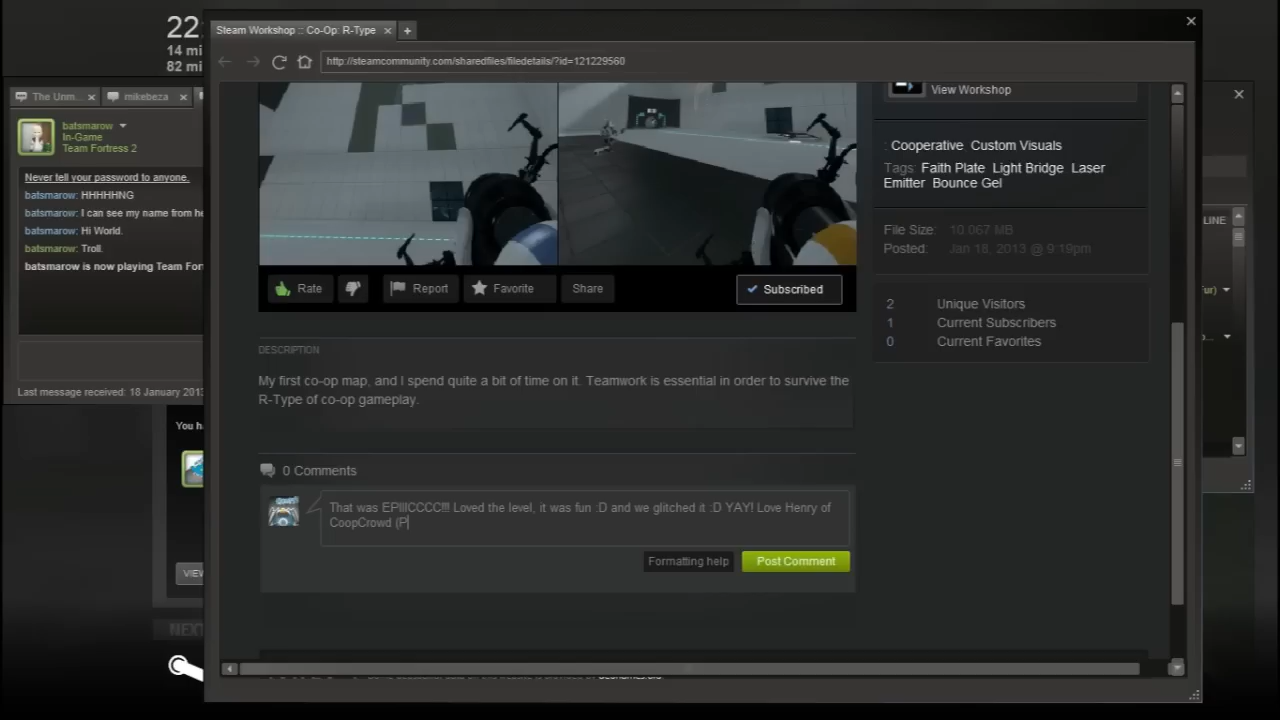 22
14 mi
82 mi
The Unm...
mikebeza
batsmarow
In-Game
Team Fortress 2
Never tell your password to anyone.
batsmarow: HHHHHNG
batsmarow: I can see my name from he
batsmarow: Hi World.
batsmarow: Troll.
batsmarow is now playing Team For
Last message received: 18 January 2013
You ha
VIEW
NEXT
Steam Workshop :: Co-Op: R-Type
http://steamcommunity.com/sharedfiles/filedetails/?id=121229560
View Workshop
: Cooperative Custom Visuals
Tags: Faith Plate Light Bridge Laser
Emitter Bounce Gel
File Size: 10.067 MB
Posted: Jan 18, 2013 @ 9:19pm
2 Unique Visitors
1 Current Subscribers
0 Current Favorites
Rate
Report
Favorite
Share
Subscribed
DESCRIPTION
My first co-op map, and I spend quite a bit of time on it. Teamwork is essential in order to survive the
R-Type of co-op gameplay.
0 Comments
That was EPIIICCCC!!! Loved the level, it was fun :D and we glitched it :D YAY! Love Henry of
CoopCrowd (P
Formatting help
Post Comment
LINE